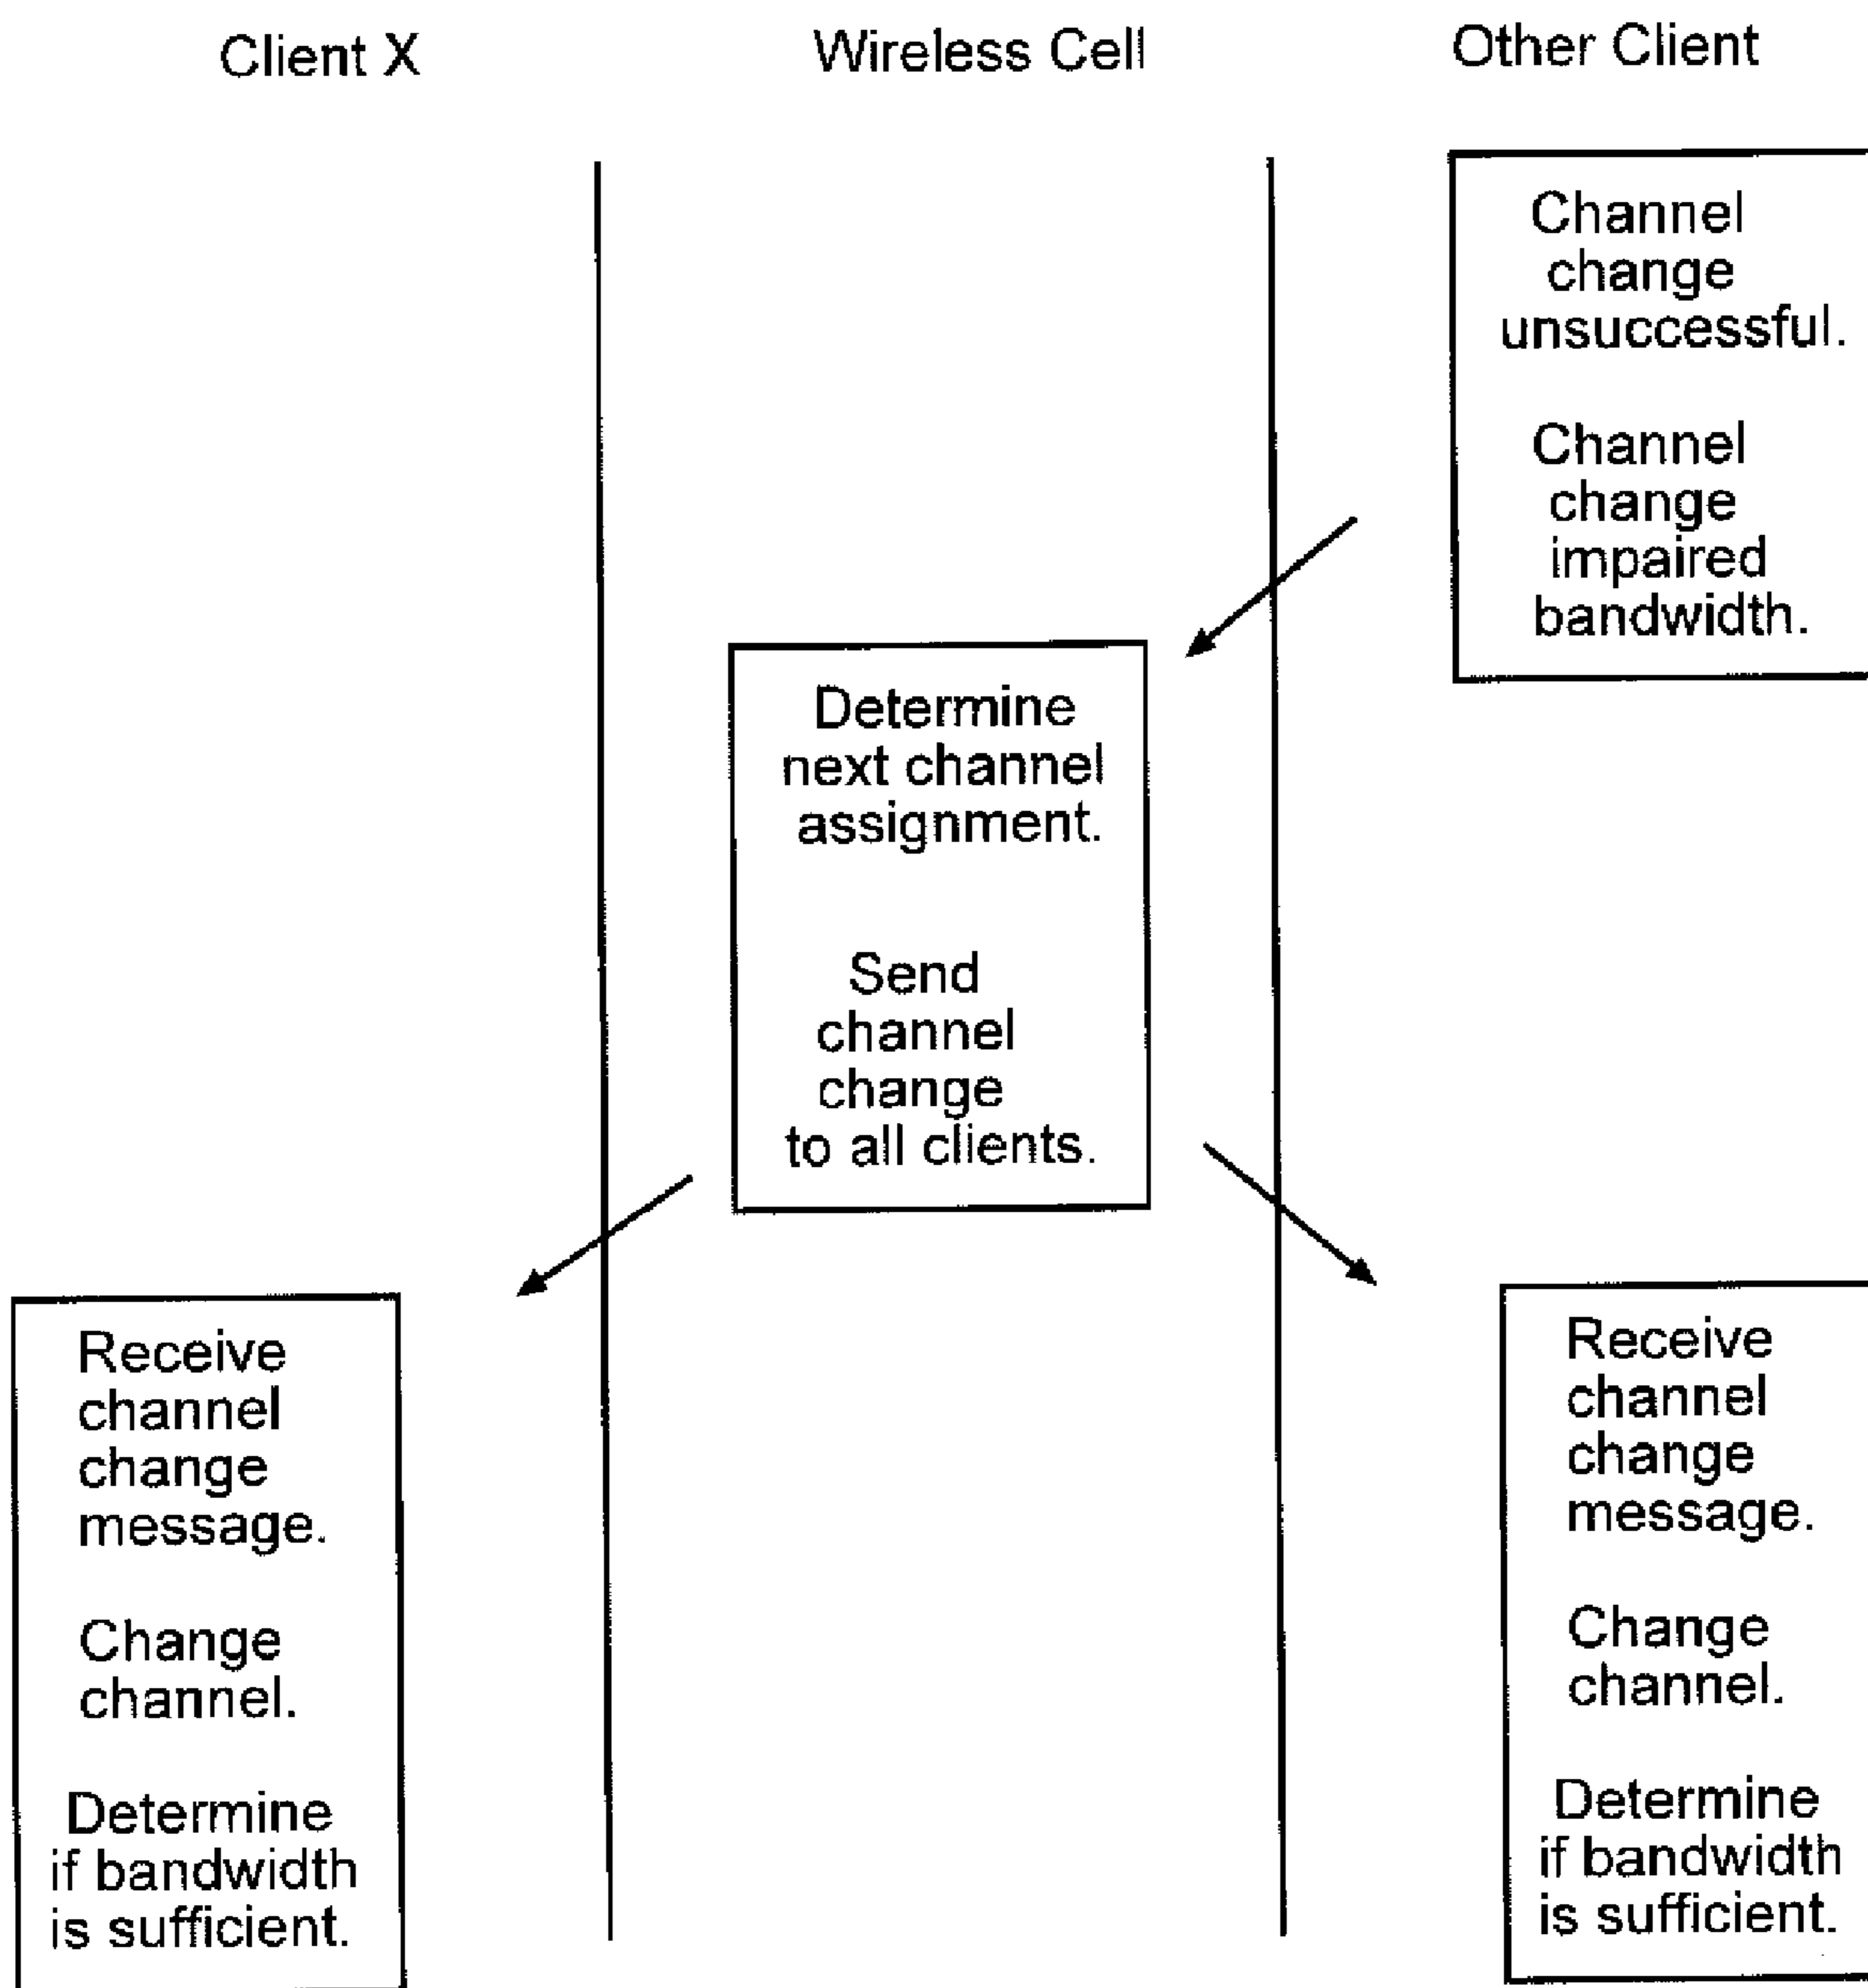 Client X
Wireless Cell
Other Client
Channel
change
unsuccessful.
Channel
change
impaired
bandwidth.
Determine
next channel
assignment.
Send
channel
change
to all clients.
Receive
channel
change
message.
Change
channel.
Determine
if bandwidth
is sufficient.
Receive
channel
change
message.
Change
channel.
Determine
if bandwidth
is sufficient.